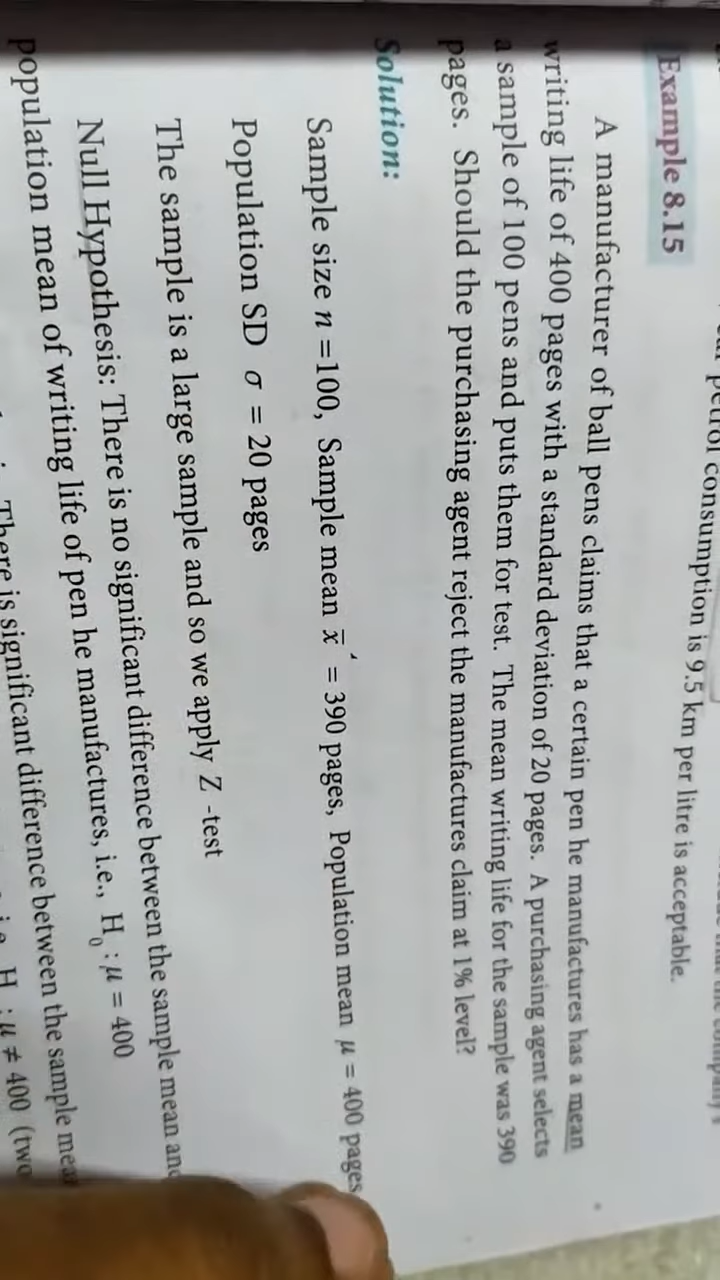 petrol consumption is 9.5 km per litre is acceptable.
Example 8.15
A manufacturer of ball pens claims that a certain pen he manufactures has a mean
writing life of 400 pages with a standard deviation of 20 pages. A purchasing agent selects
a sample of 100 pens and puts them for test. The mean writing life for the sample was 390
pages. Should the purchasing agent reject the manufactures claim at 1% level?
Solution:
Sample size n =100, Sample mean x̄ = 390 pages, Population mean μ = 400 pages
Population SD σ = 20 pages
The sample is a large sample and so we apply Z -test
Null Hypothesis: There is no significant difference between the sample mean and
population mean of writing life of pen he manufactures, i.e., H₀ : μ = 400
There is significant difference between the sample mean
H : μ ≠ 400 (two